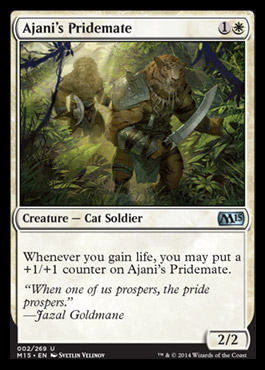 Ajani's Pridemate 1
Creature — Cat Soldier M15
Whenever you gain life, you may put a
+1/+1 counter on Ajani's Pridemate.
"When one of us prospers, the pride
prospers."
—Jazal Goldmane
2/2
002/269 U
M15 • EN Svetlin Velinov ™ & © 2014 Wizards of the Coast